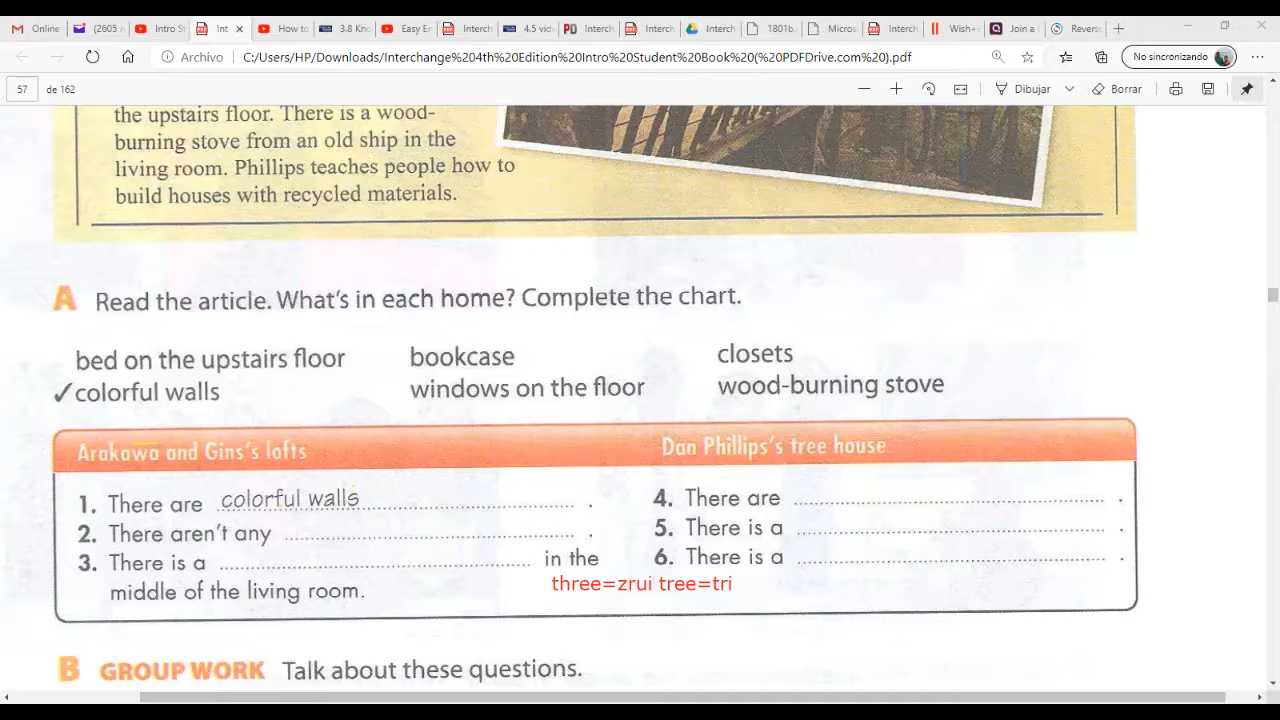 Online
(2605 
Intro St
Int
How to
3.8.Kno
Easy E
Interch
4.5 vid
Interch
Interch
Interch
1801b
Micros
Interch
Wish+
Join a
Revers
Archivo
C:/Users/HP/Downloads/Interchange%204th%20Edition%20Intro%20Student%20Book%20(%20PDFDrive.com%20).pdf
No sincronizando
57 de 162
Dibujar
Borrar
the upstairs floor. There is a wood-
burning stove from an old ship in the
living room. Phillips teaches people how to
build houses with recycled materials.
A Read the article. What's in each home? Complete the chart.
bed on the upstairs floor bookcase closets
✓colorful walls windows on the floor wood-burning stove
Arakawa and Gins's lofts Dan Phillips's tree house
1. There are colorful walls .
2. There aren't any .
3. There is a in the
middle of the living room.
4. There are .
5. There is a .
6. There is a .
three=zrui tree=tri
B GROUP WORK Talk about these questions.